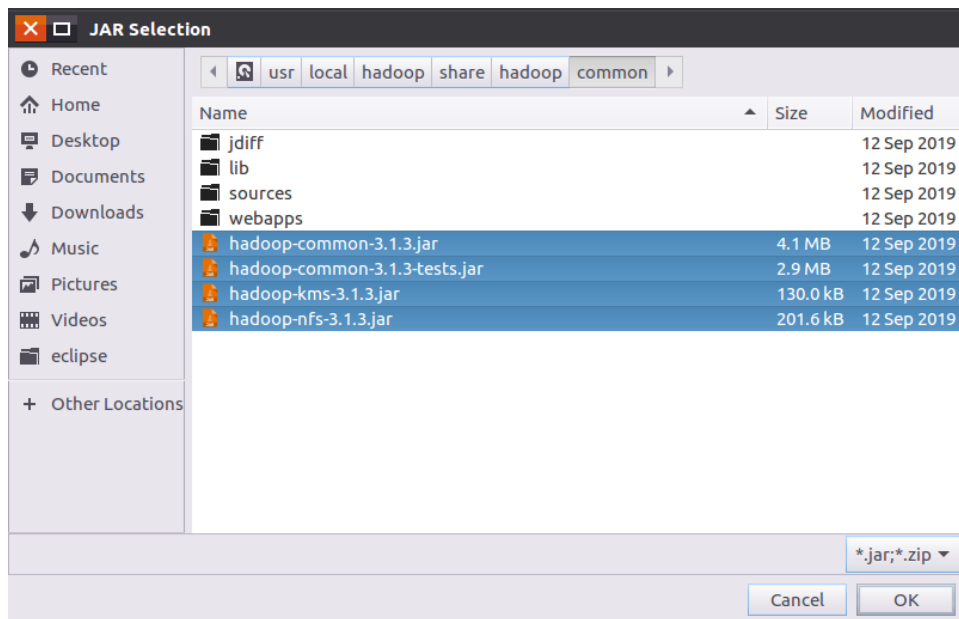 JAR Selection
Recent
Home
Desktop
Documents
Downloads
Music
Pictures
Videos
eclipse
+ Other Locations
usr local hadoop share hadoop common
Name Size Modified
jdiff 12 Sep 2019
lib 12 Sep 2019
sources 12 Sep 2019
webapps 12 Sep 2019
hadoop-common-3.1.3.jar 4.1 MB 12 Sep 2019
hadoop-common-3.1.3-tests.jar 2.9 MB 12 Sep 2019
hadoop-kms-3.1.3.jar 130.0 kB 12 Sep 2019
hadoop-nfs-3.1.3.jar 201.6 kB 12 Sep 2019
*.jar;*.zip
Cancel OK